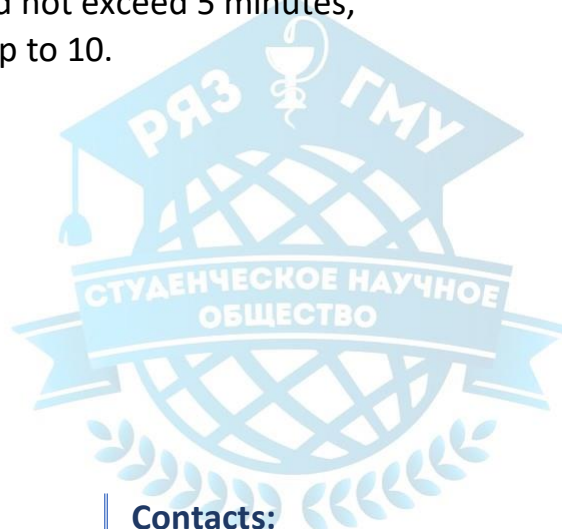 not exceed 5 minutes,
to 10.
РЯЗ ГМУ
СТУДЕНЧЕСКОЕ НАУЧНОЕ
ОБЩЕСТВО
Contacts: